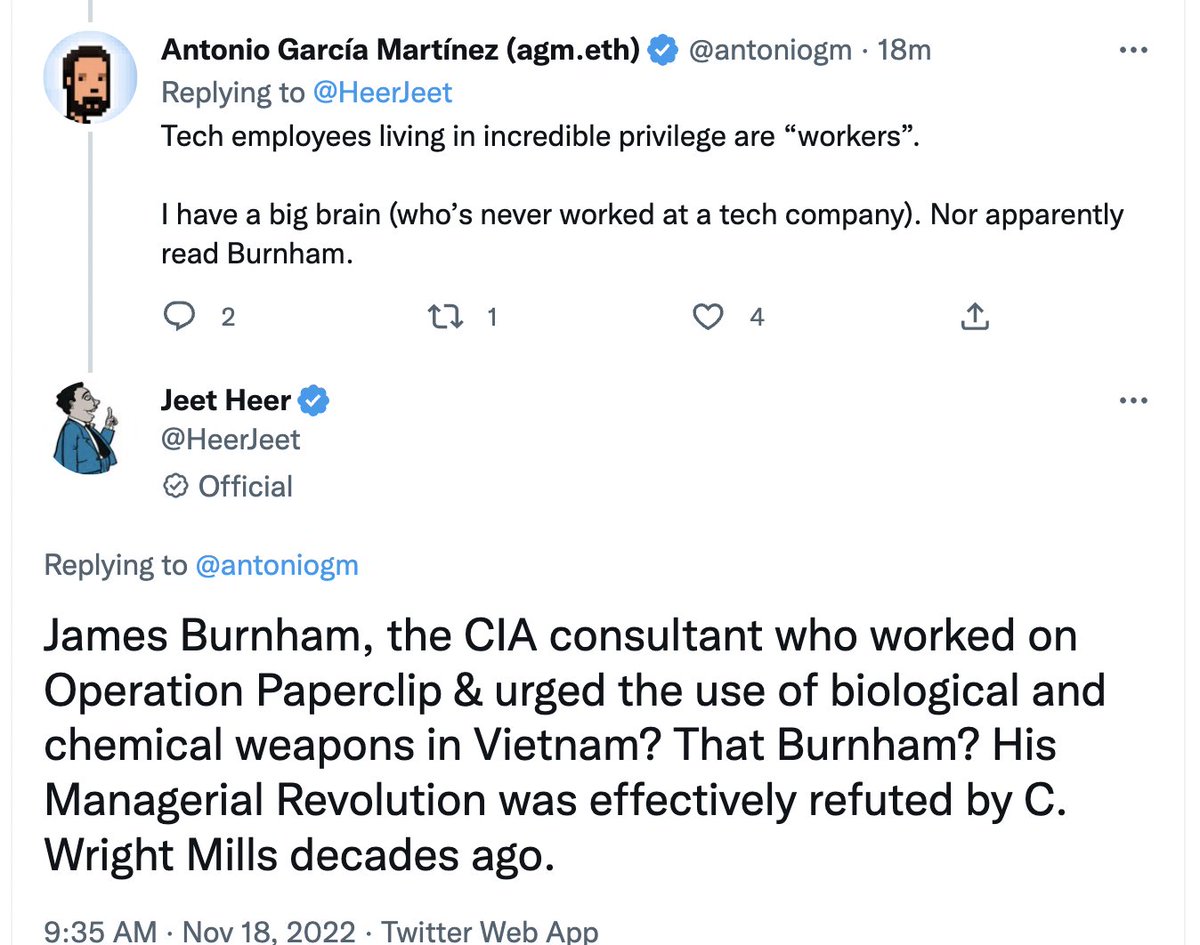 Antonio García Martínez (agm.eth) @antoniogm · 18m
Replying to @HeerJeet
Tech employees living in incredible privilege are “workers”.
I have a big brain (who’s never worked at a tech company). Nor apparently
read Burnham.
2 1 4
Jeet Heer
@HeerJeet
Official
Replying to @antoniogm
James Burnham, the CIA consultant who worked on
Operation Paperclip & urged the use of biological and
chemical weapons in Vietnam? That Burnham? His
Managerial Revolution was effectively refuted by C.
Wright Mills decades ago.
9:35 AM · Nov 18, 2022 · Twitter Web App